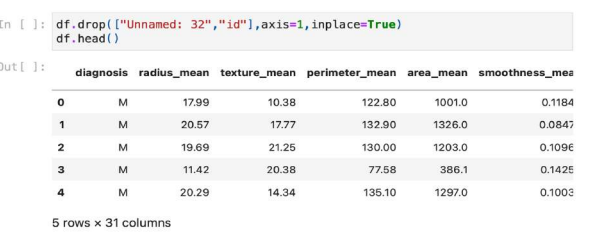 In [ ]: df.drop(["Unnamed: 32","id"],axis=1,inplace=True)
df.head()
Out[ ]:
diagnosis radius_mean texture_mean perimeter_mean area_mean smoothness_mea
0 M 17.99 10.38 122.80 1001.0 0.1184
1 M 20.57 17.77 132.90 1326.0 0.0847
2 M 19.69 21.25 130.00 1203.0 0.1096
3 M 11.42 20.38 77.58 386.1 0.1425
4 M 20.29 14.34 135.10 1297.0 0.1003
5 rows × 31 columns